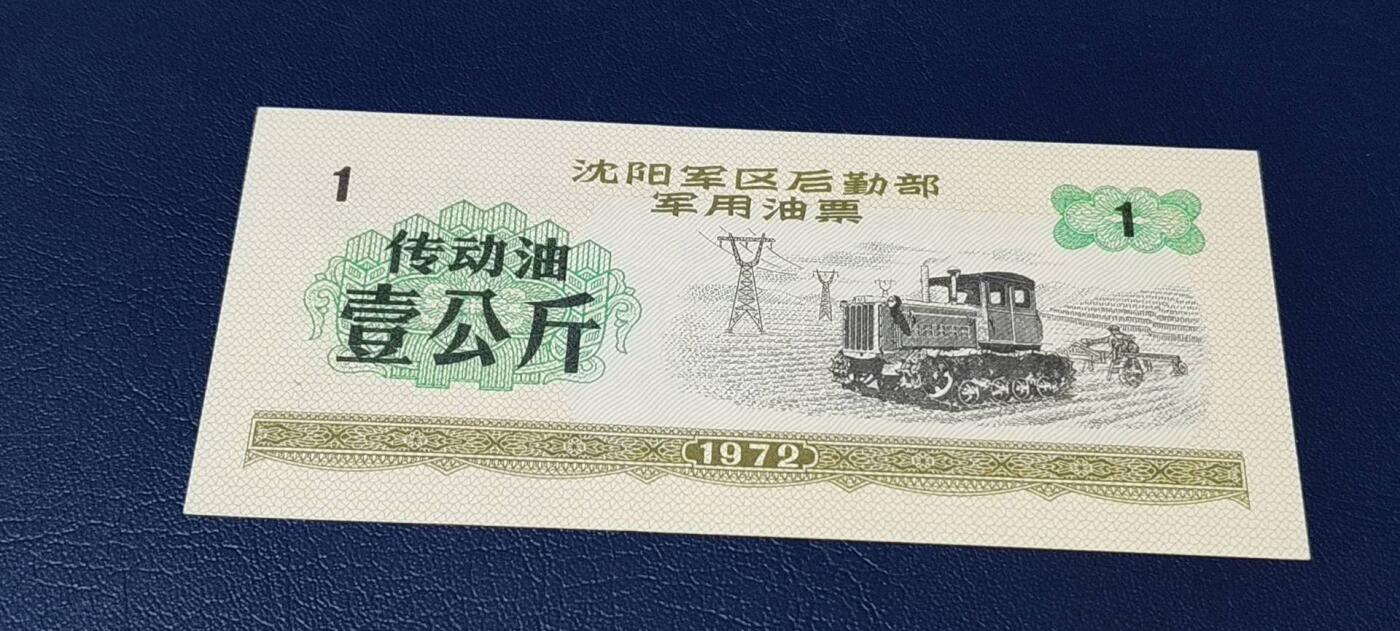 沈阳军区后勤部
军用油票
1
1
传动油
壹公斤
1972